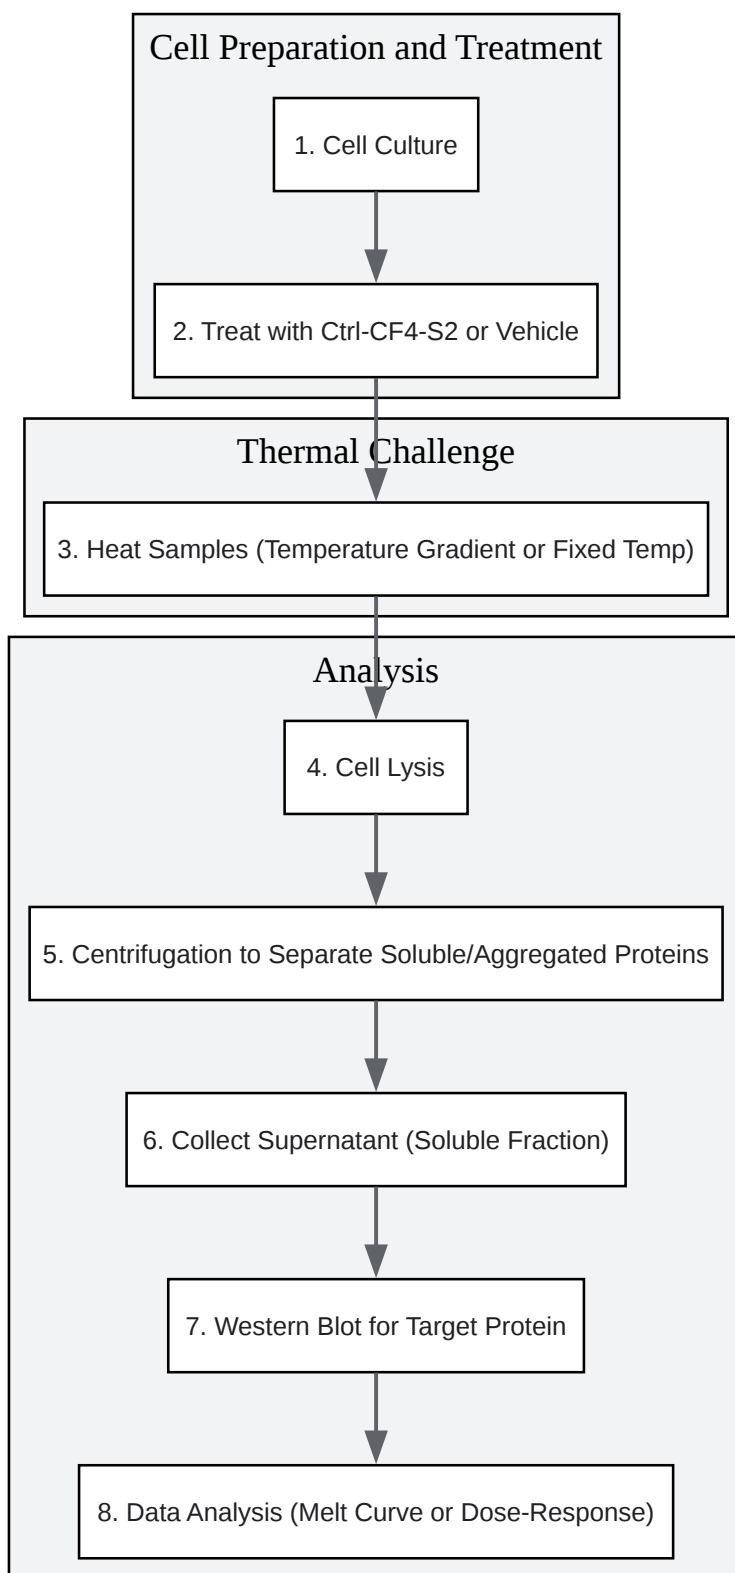 Cell Preparation and Treatment
1. Cell Culture
2. Treat with Ctrl-CF4-S2 or Vehicle
Thermal Challenge
3. Heat Samples (Temperature Gradient or Fixed Temp)
Analysis
4. Cell Lysis
5. Centrifugation to Separate Soluble/Aggregated Proteins
6. Collect Supernatant (Soluble Fraction)
7. Western Blot for Target Protein
8. Data Analysis (Melt Curve or Dose-Response)